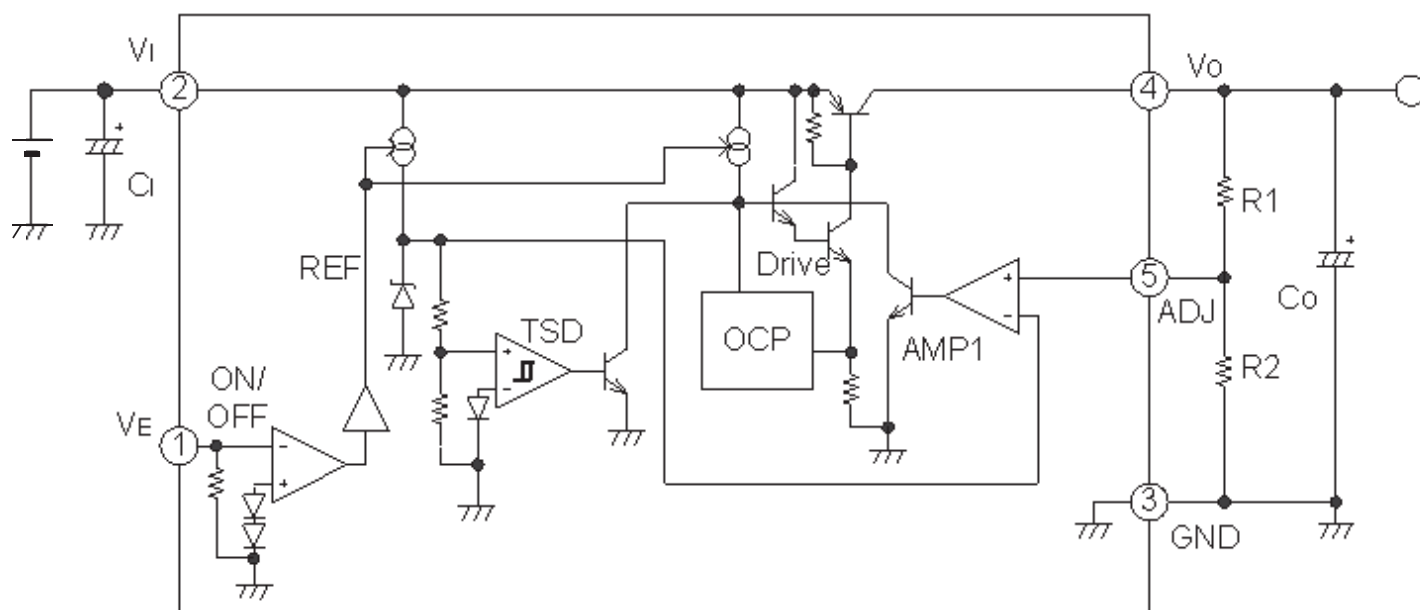 VI
2
4
VO
+
CI
REF
Drive
R1
+
CO
5
ADJ
+
-
AMP1
OCP
TSD
+
-
R2
ON/
OFF
VE
1
-
+
3
GND